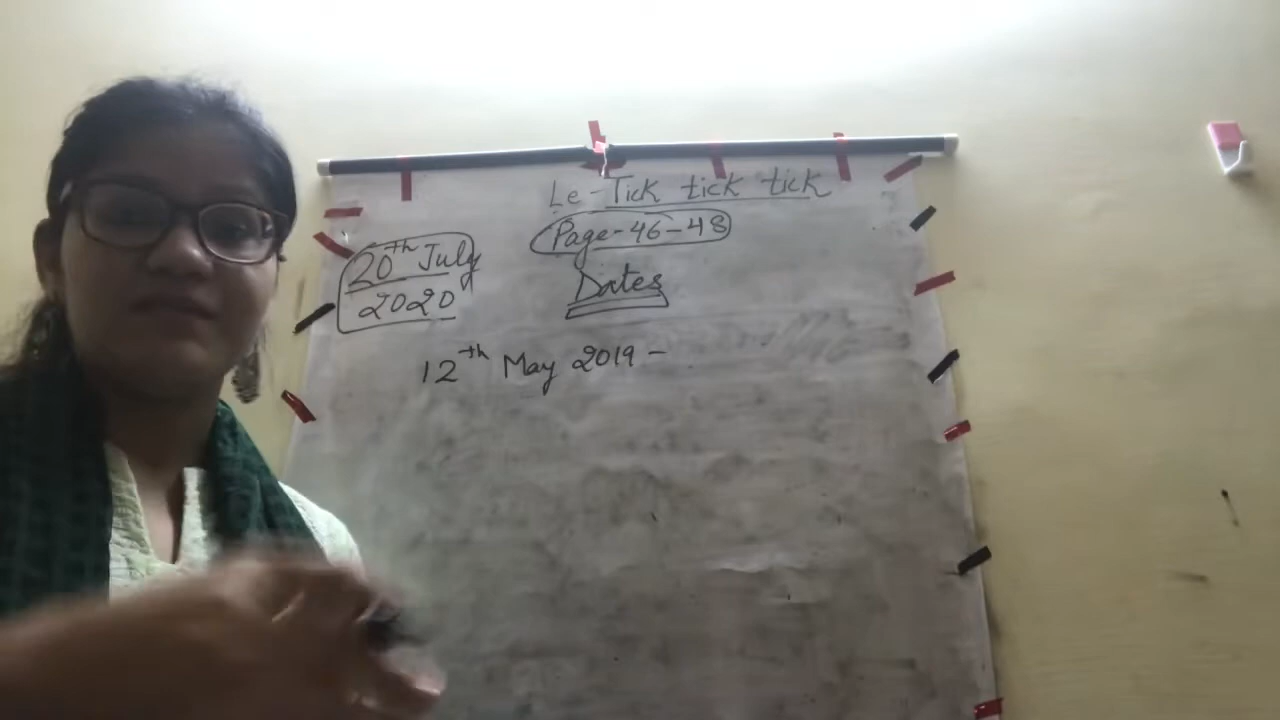 Le-Tick tick tick
Page-46-48
20th July
2020
Dates
12th May 2019-